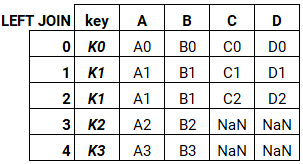 LEFT JOIN key A B C D
0 K0 A0 B0 C0 D0
1 K1 A1 B1 C1 D1
2 K1 A1 B1 C2 D2
3 K2 A2 B2 NaN NaN
4 K3 A3 B3 NaN NaN